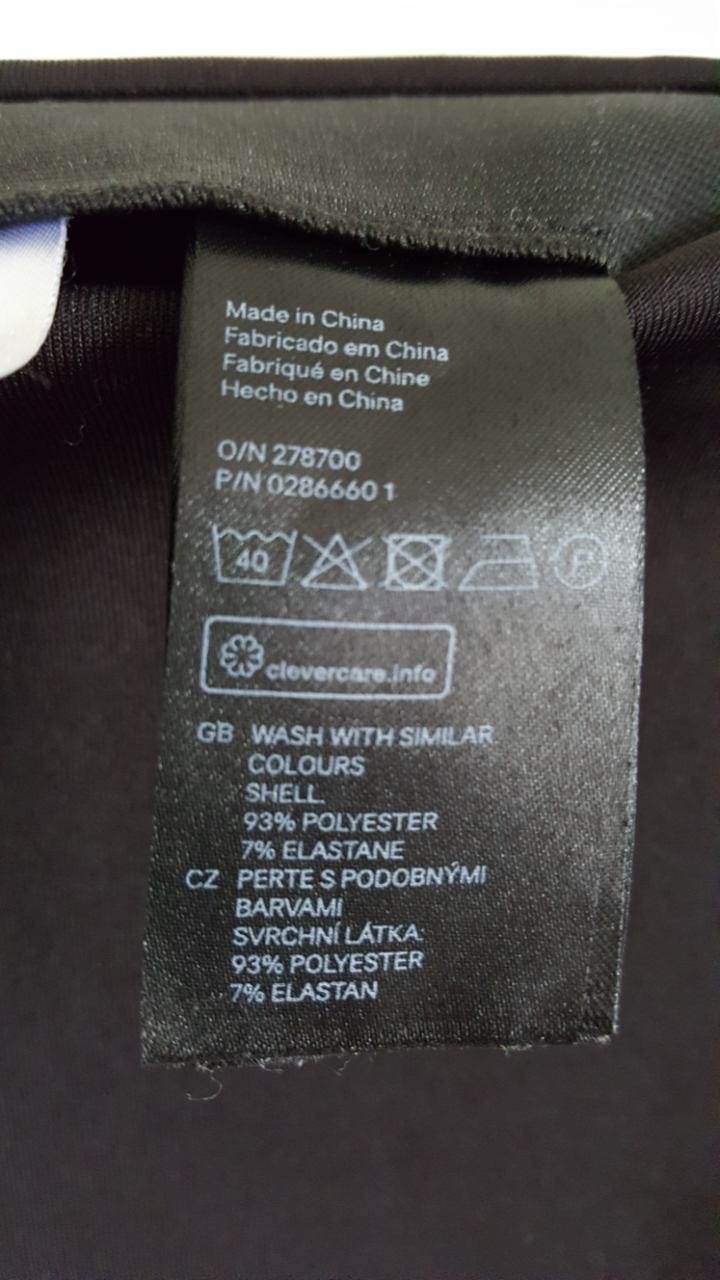 Made in China
Fabricado em China
Fabriqué en Chine
Hecho en China
O/N 278700
P/N 0286660 1
40
P
clevercare.info
GB WASH WITH SIMILAR
COLOURS
SHELL
93% POLYESTER
7% ELASTANE
CZ PERTE S PODOBNÝMI
BARVAMI
SVRCHNÍ LÁTKA:
93% POLYESTER
7% ELASTAN